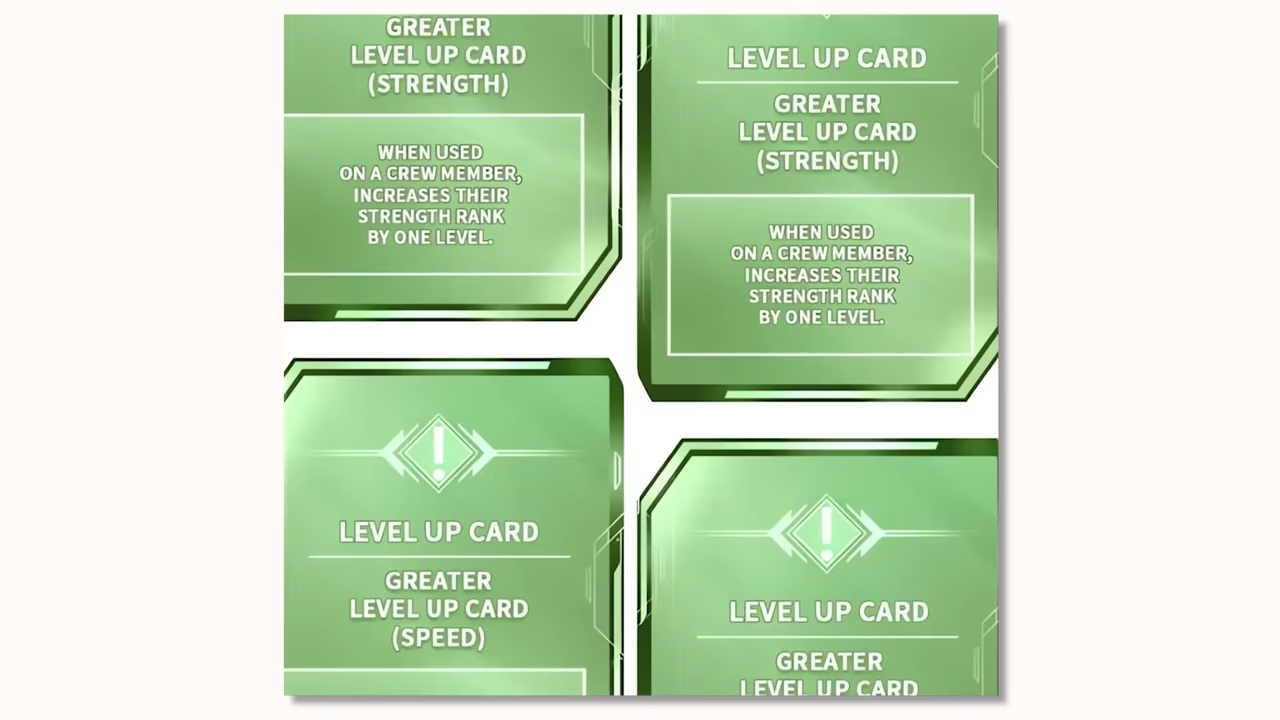 GREATER
LEVEL UP CARD
(STRENGTH)
WHEN USED
ON A CREW MEMBER,
INCREASES THEIR
STRENGTH RANK
BY ONE LEVEL.
LEVEL UP CARD
GREATER
LEVEL UP CARD
(STRENGTH)
WHEN USED
ON A CREW MEMBER,
INCREASES THEIR
STRENGTH RANK
BY ONE LEVEL.
!
LEVEL UP CARD
GREATER
LEVEL UP CARD
(SPEED)
!
LEVEL UP CARD
GREATER
LEVEL UP CARD